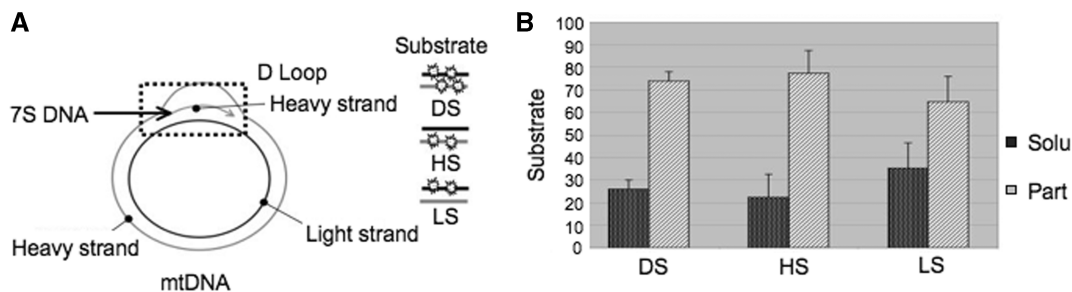 A
Substrate
D Loop
Heavy strand
7S DNA
DS
HS
LS
Heavy strand
Light strand
mtDNA
B
Substrate
100
90
80
70
60
50
40
30
20
10
0
DS
HS
LS
Solu
Part